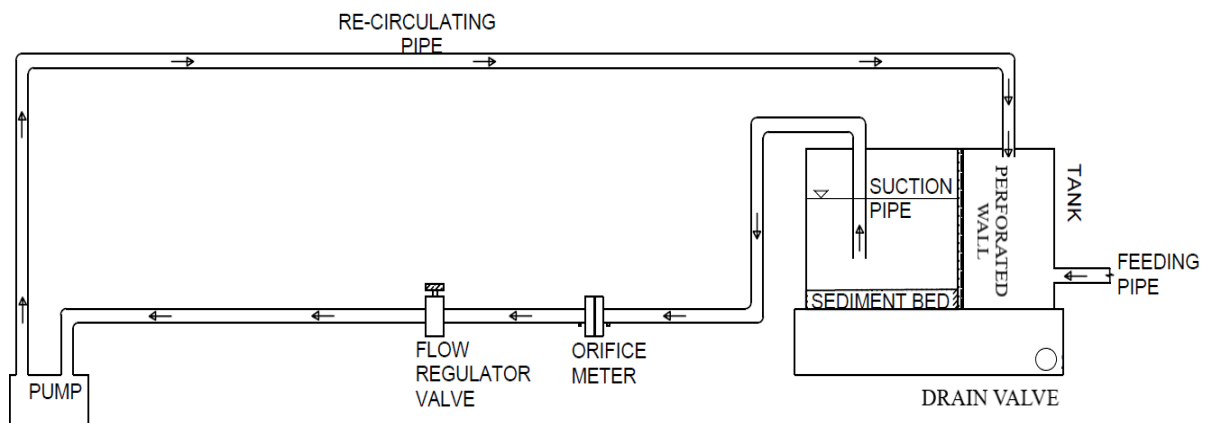 RE-CIRCULATING
PIPE
SUCTION
PIPE
PERFORATED
WALL
TANK
FEEDING
PIPE
SEDIMENT BED
FLOW
REGULATOR
VALVE
ORIFICE
METER
PUMP
DRAIN VALVE